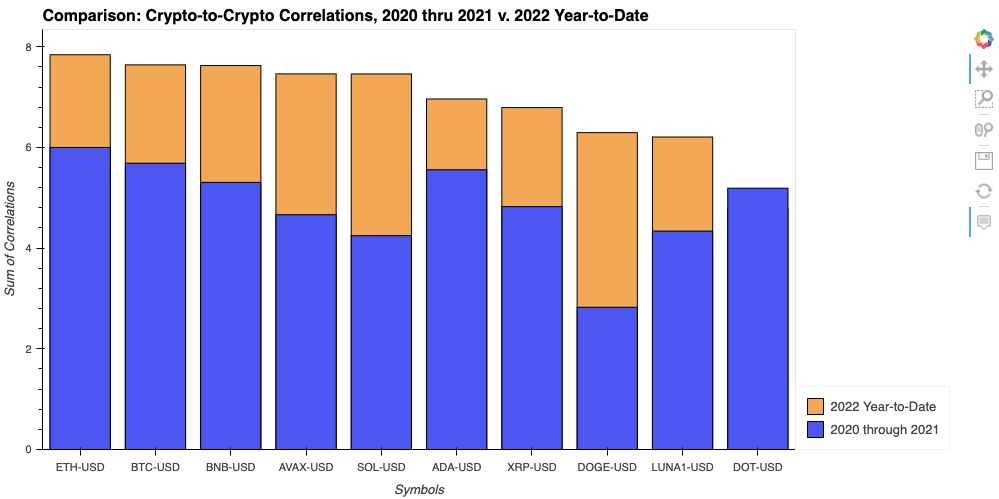 Comparison: Crypto-to-Crypto Correlations, 2020 thru 2021 v. 2022 Year-to-Date
8
6
4
2
0
Sum of Correlations
ETH-USD BTC-USD BNB-USD AVAX-USD SOL-USD ADA-USD XRP-USD DOGE-USD LUNA1-USD DOT-USD
Symbols
2022 Year-to-Date
2020 through 2021